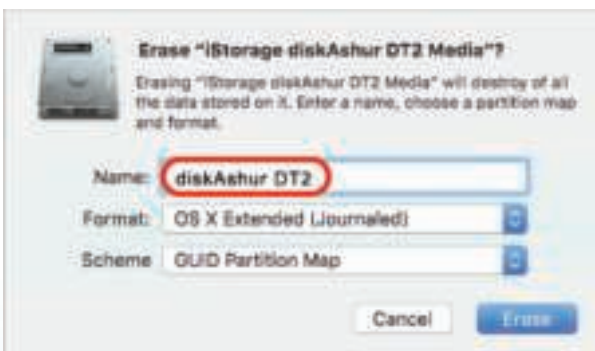 Erase "iStorage diskAshur DT2 Media"?
Erasing "iStorage diskAshur DT2 Media" will destroy of all
the data stored on it. Enter a name, choose a partition map
and format.
Name: diskAshur DT2
Format: OS X Extended (Journaled)
Scheme GUID Partition Map
Cancel Erase